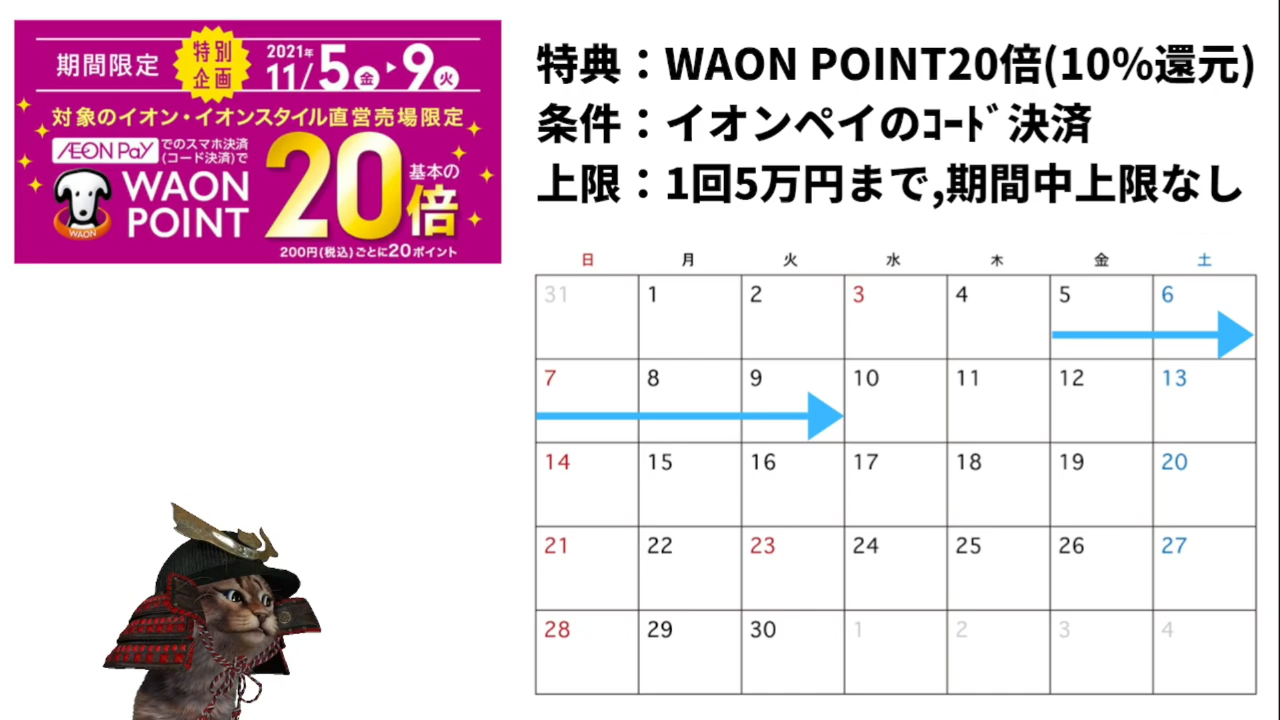 期間限定
特別企画
2021年
11/5金▶9火
対象のイオン・イオンスタイル直営売場限定
ÆON PaY でのスマホ決済
(コード決済)で
WAON
POINT
20倍
基本の
WAON
200円(税込)ごとに20ポイント
特典：WAON POINT20倍(10%還元)
条件：イオンペイのｺｰﾄﾞ決済
上限：1回5万円まで,期間中上限なし
日 月 火 水 木 金 土
31 1 2 3 4 5 6
7 8 9 10 11 12 13
14 15 16 17 18 19 20
21 22 23 24 25 26 27
28 29 30 1 2 3 4